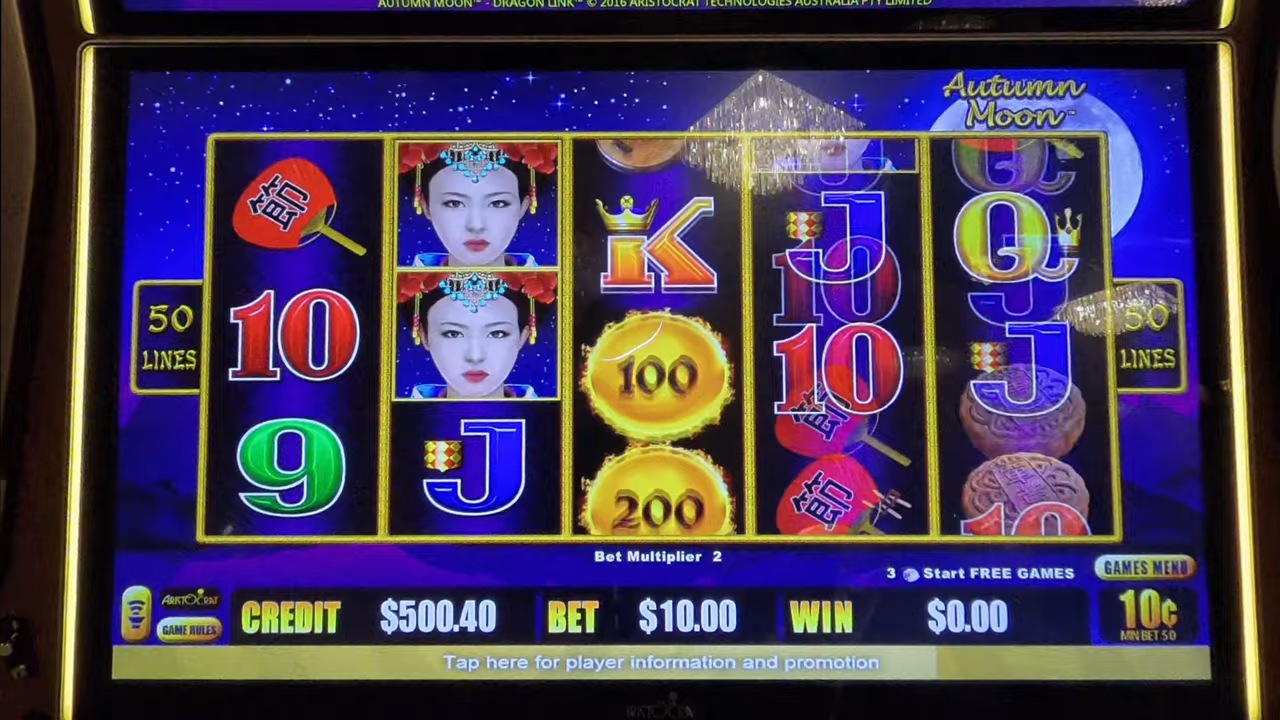 AUTUMN MOON™ - DRAGON LINK™ © 2016 ARISTOCRAT TECHNOLOGIES AUSTRALIA PTY LIMITED
Autumn
Moon™
Q
K
J
Q
10
50
LINES
10
100
10
J
50
LINES
9
J
200
10
Bet Multiplier 2
3 Start FREE GAMES
GAMES MENU
ARISTOCRAT
GAME RULES
CREDIT $500.40 BET $10.00 WIN $0.00
10¢
MIN BET 50
Tap here for player information and promotion
ARISTOCRAT